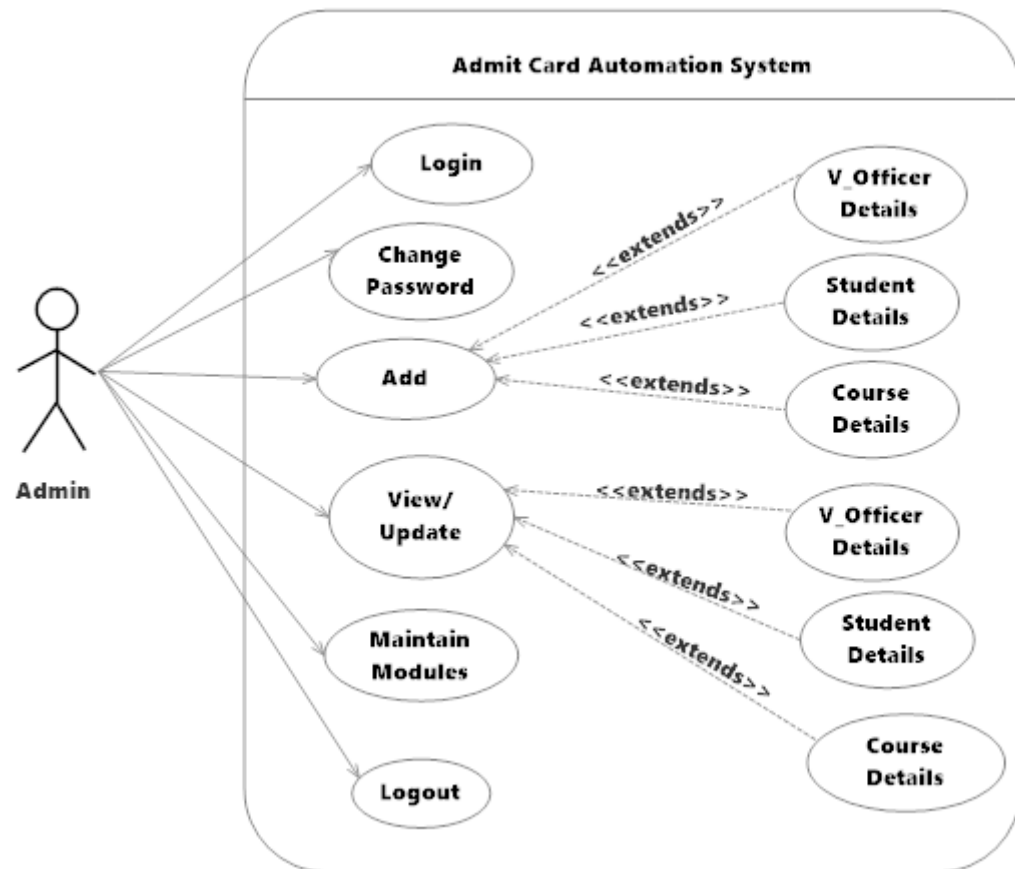 Admit Card Automation System
Login
Change
Password
Add
View/
Update
Maintain
Modules
Logout
Admin
V_Officer
Details
Student
Details
Course
Details
V_Officer
Details
Student
Details
Course
Details
<<extends>>
<<extends>>
<<extends>>
<<extends>>
<<extends>>
<<extends>>